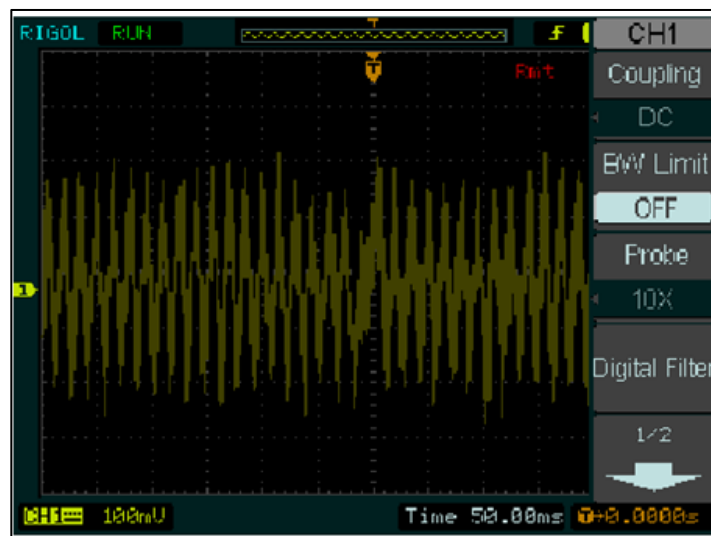 RIGOL RUN
T
CH1
Rmt
Coupling
DC
BW Limit
OFF
Probe
10X
Digital Filter
1/2
1
CH1 100mV Time 50.00ms T→0.0000s